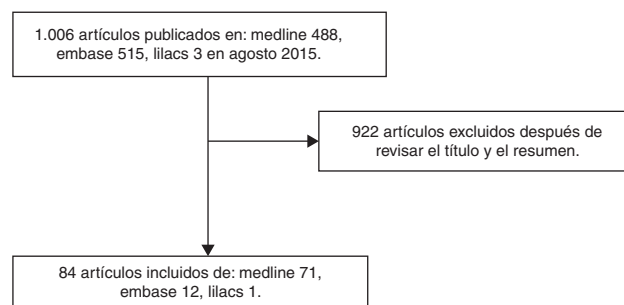 1.006 artículos publicados en: medline 488,
embase 515, lilacs 3 en agosto 2015.
922 artículos excluidos después de
revisar el título y el resumen.
84 artículos incluidos de: medline 71,
embase 12, lilacs 1.